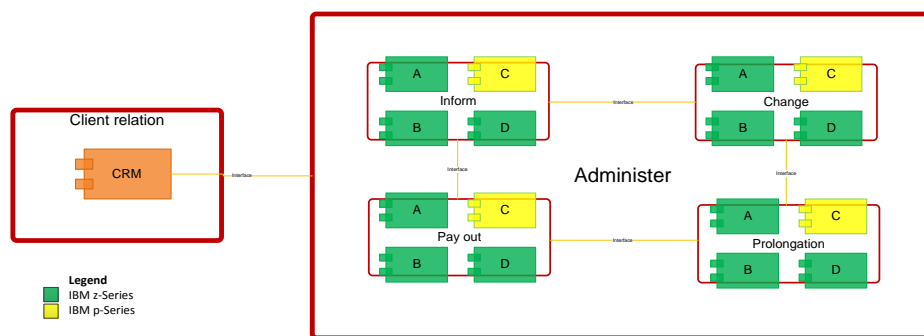 Client relation
CRM
Interface
Administer
A
C
Inform
B
D
Interface
A
C
Change
B
D
Interface
Interface
A
C
Pay out
B
D
Interface
A
C
Prolongation
B
D
Legend
IBM z-Series
IBM p-Series